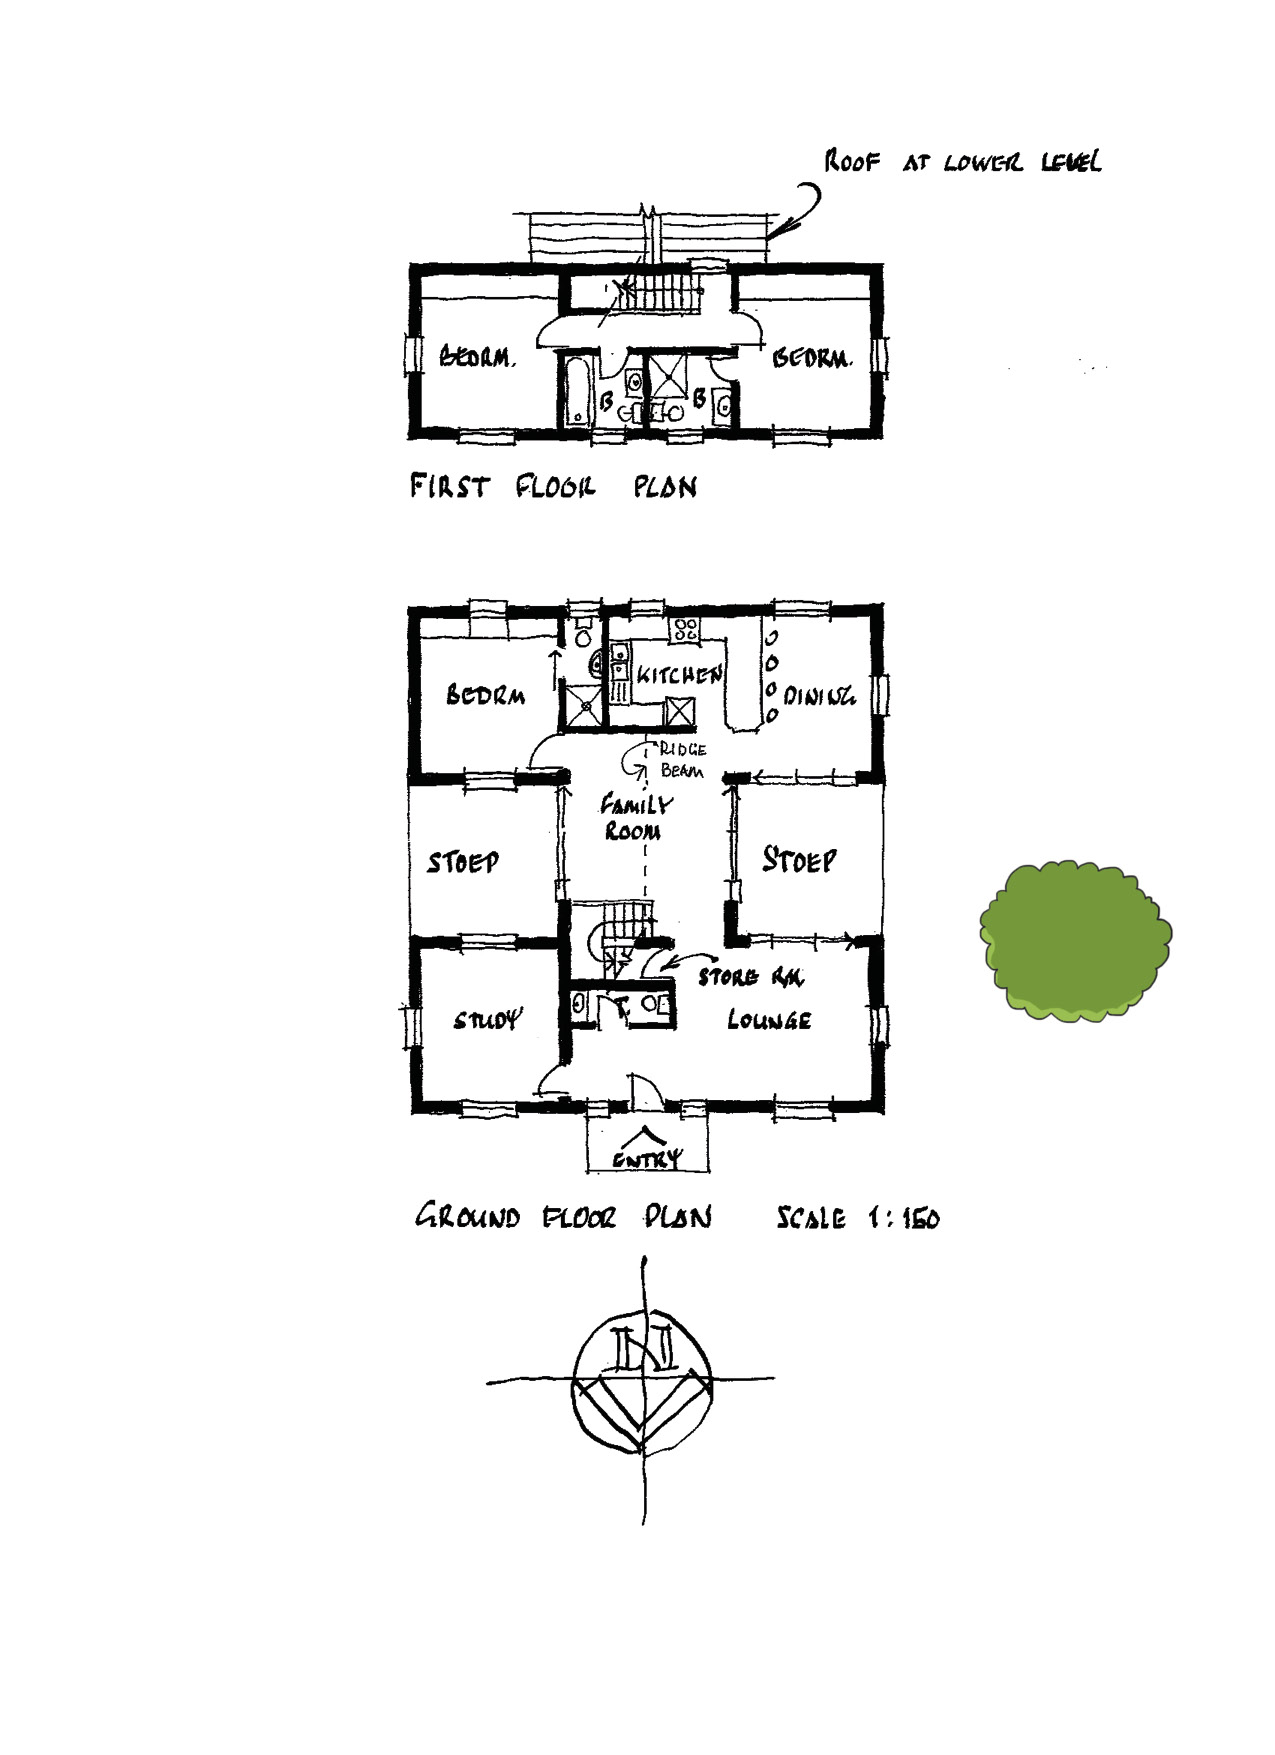 ROOF AT LOWER LEVEL
BEDRM.
BEDRM.
B
B
FIRST FLOOR PLAN
BEDRM
KITCHEN
DINING
RIDGE
BEAM
FAMILY
ROOM
STOEP
STOEP
STORE RM.
STUDY
LOUNGE
ENTRY
GROUND FLOOR PLAN SCALE 1:150
N